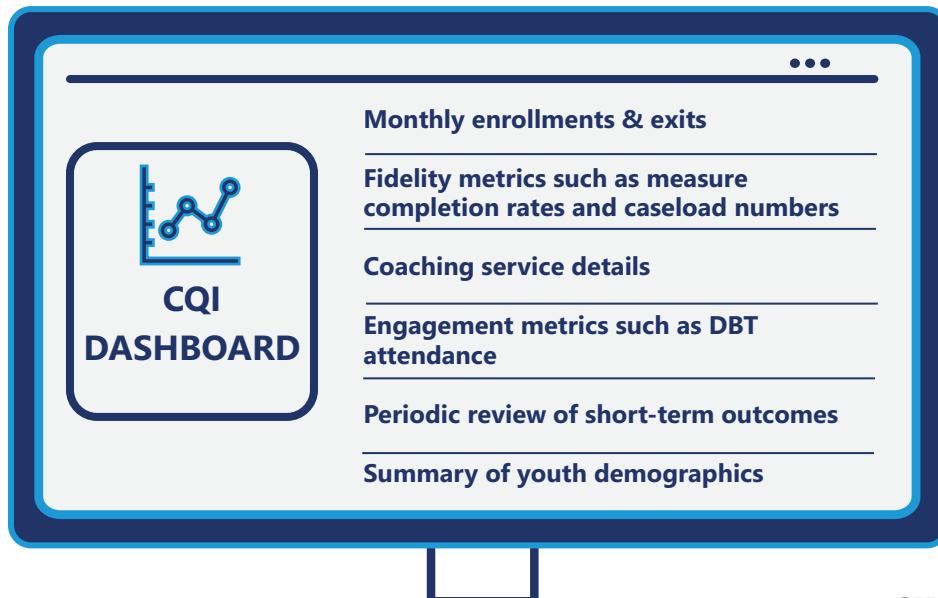 CQI
DASHBOARD
Monthly enrollments & exits
Fidelity metrics such as measure
completion rates and caseload numbers
Coaching service details
Engagement metrics such as DBT
attendance
Periodic review of short-term outcomes
Summary of youth demographics